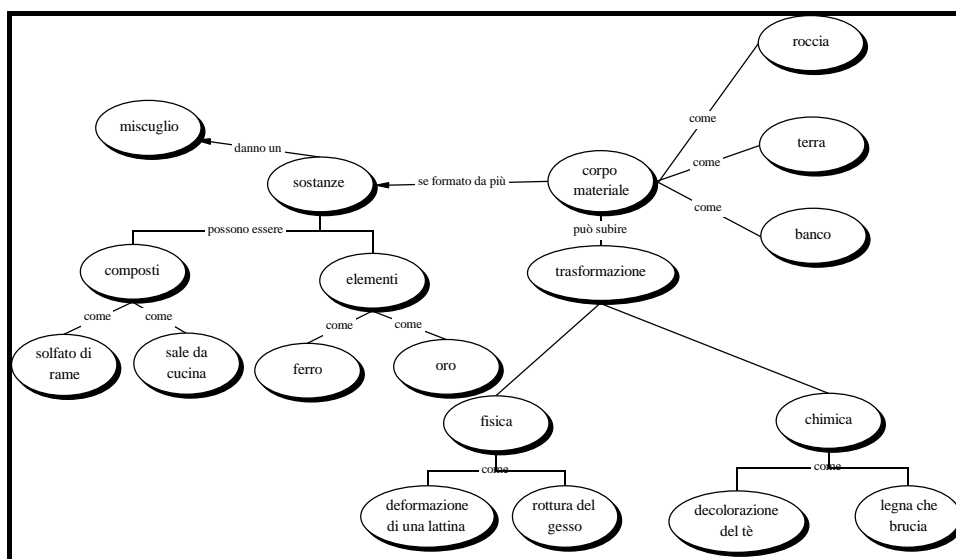 roccia
come
miscuglio
terra
danno un
come
corpo
materiale
se formato da più
sostanze
come
banco
possono essere
può subire
composti
elementi
trasformazione
come
come
come
come
solfato di
rame
sale da
cucina
ferro
oro
fisica
chimica
come
come
deformazione
di una lattina
rottura del
gesso
decolorazione
del tè
legna che
brucia